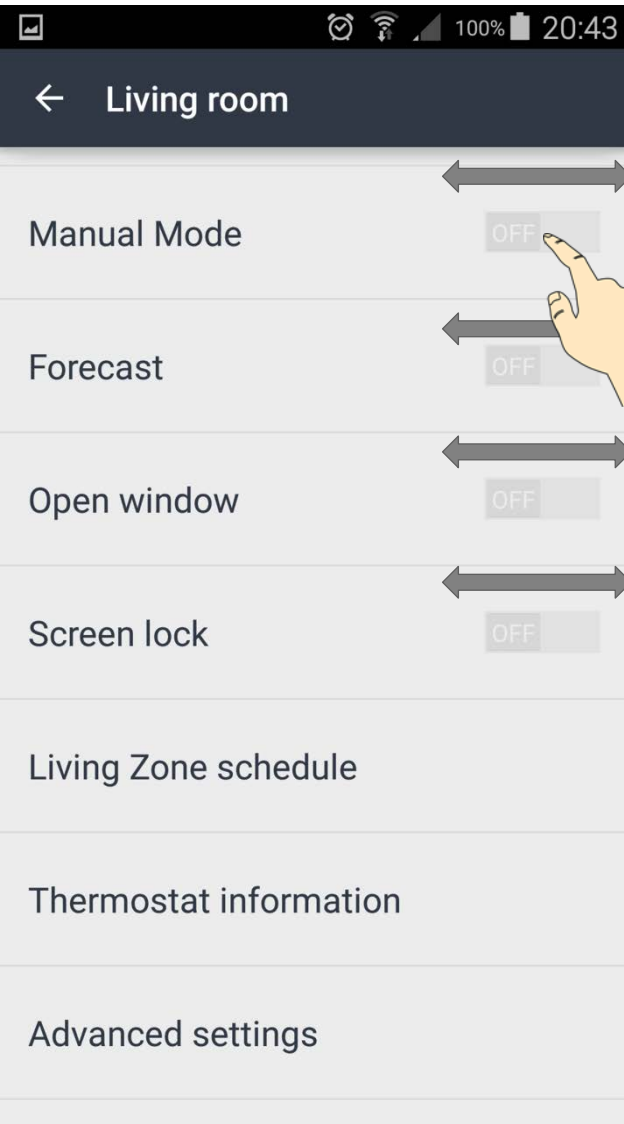 100% 20:43
Living room
Manual Mode OFF
Forecast OFF
Open window OFF
Screen lock OFF
Living Zone schedule
Thermostat information
Advanced settings